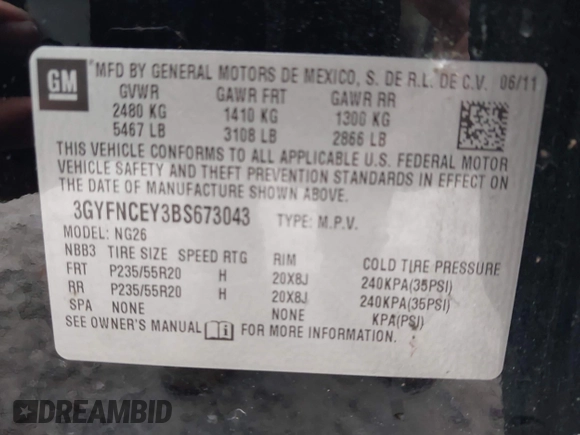 GM
MFD BY GENERAL MOTORS DE MEXICO, S. DE R.L. DE C.V. 06/11
GVWR GAWR FRT GAWR RR
2480 KG 1410 KG 1300 KG
5467 LB 3108 LB 2866 LB
THIS VEHICLE CONFORMS TO ALL APPLICABLE U.S. FEDERAL MOTOR
VEHICLE SAFETY AND THEFT PREVENTION STANDARDS IN EFFECT ON
THE DATE OF MANUFACTURE SHOWN ABOVE.
3GYFNCEY3BS673043 TYPE: M.P.V.
MODEL: NG26
NBB3 TIRE SIZE SPEED RTG RIM COLD TIRE PRESSURE
FRT P235/55R20 H 20X8J 240KPA(35PSI)
RR P235/55R20 H 20X8J 240KPA(35PSI)
SPA NONE NONE KPA(PSI)
SEE OWNER'S MANUAL FOR MORE INFORMATION.
DREAMBID